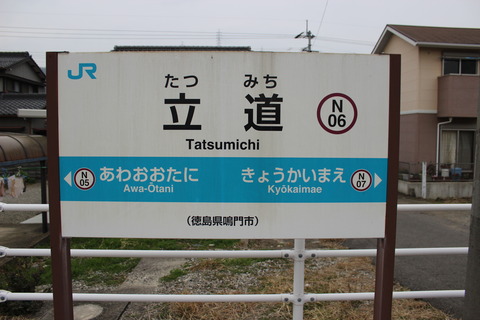 JR
たつ みち
立 道
Tatsumichi
N
06
N
05
あわおおたに
Awa-Ōtani
きょうかいまえ
Kyōkaimae
N
07
(徳島県鳴門市)